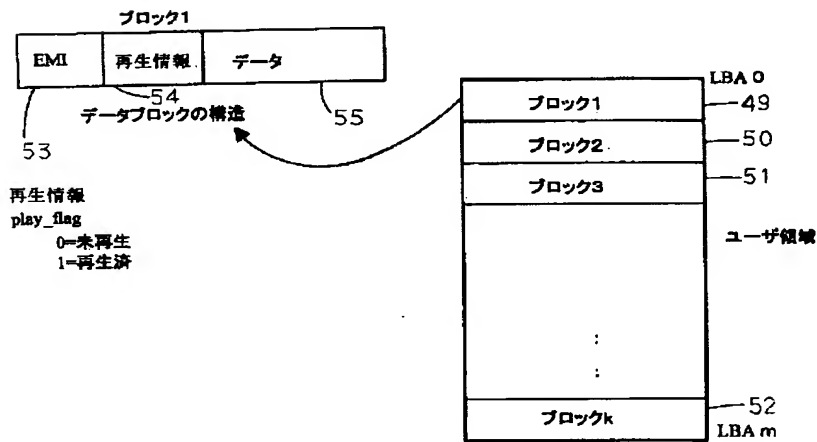 ブロック1
EMI 再生情報 データ
53 54 55
データブロックの構造
再生情報
play_flag
0=未再生
1=再生済
LBA 0
ブロック1 49
ブロック2 50
ブロック3 51
ユーザ領域
:
:
ブロックk 52
LBA m